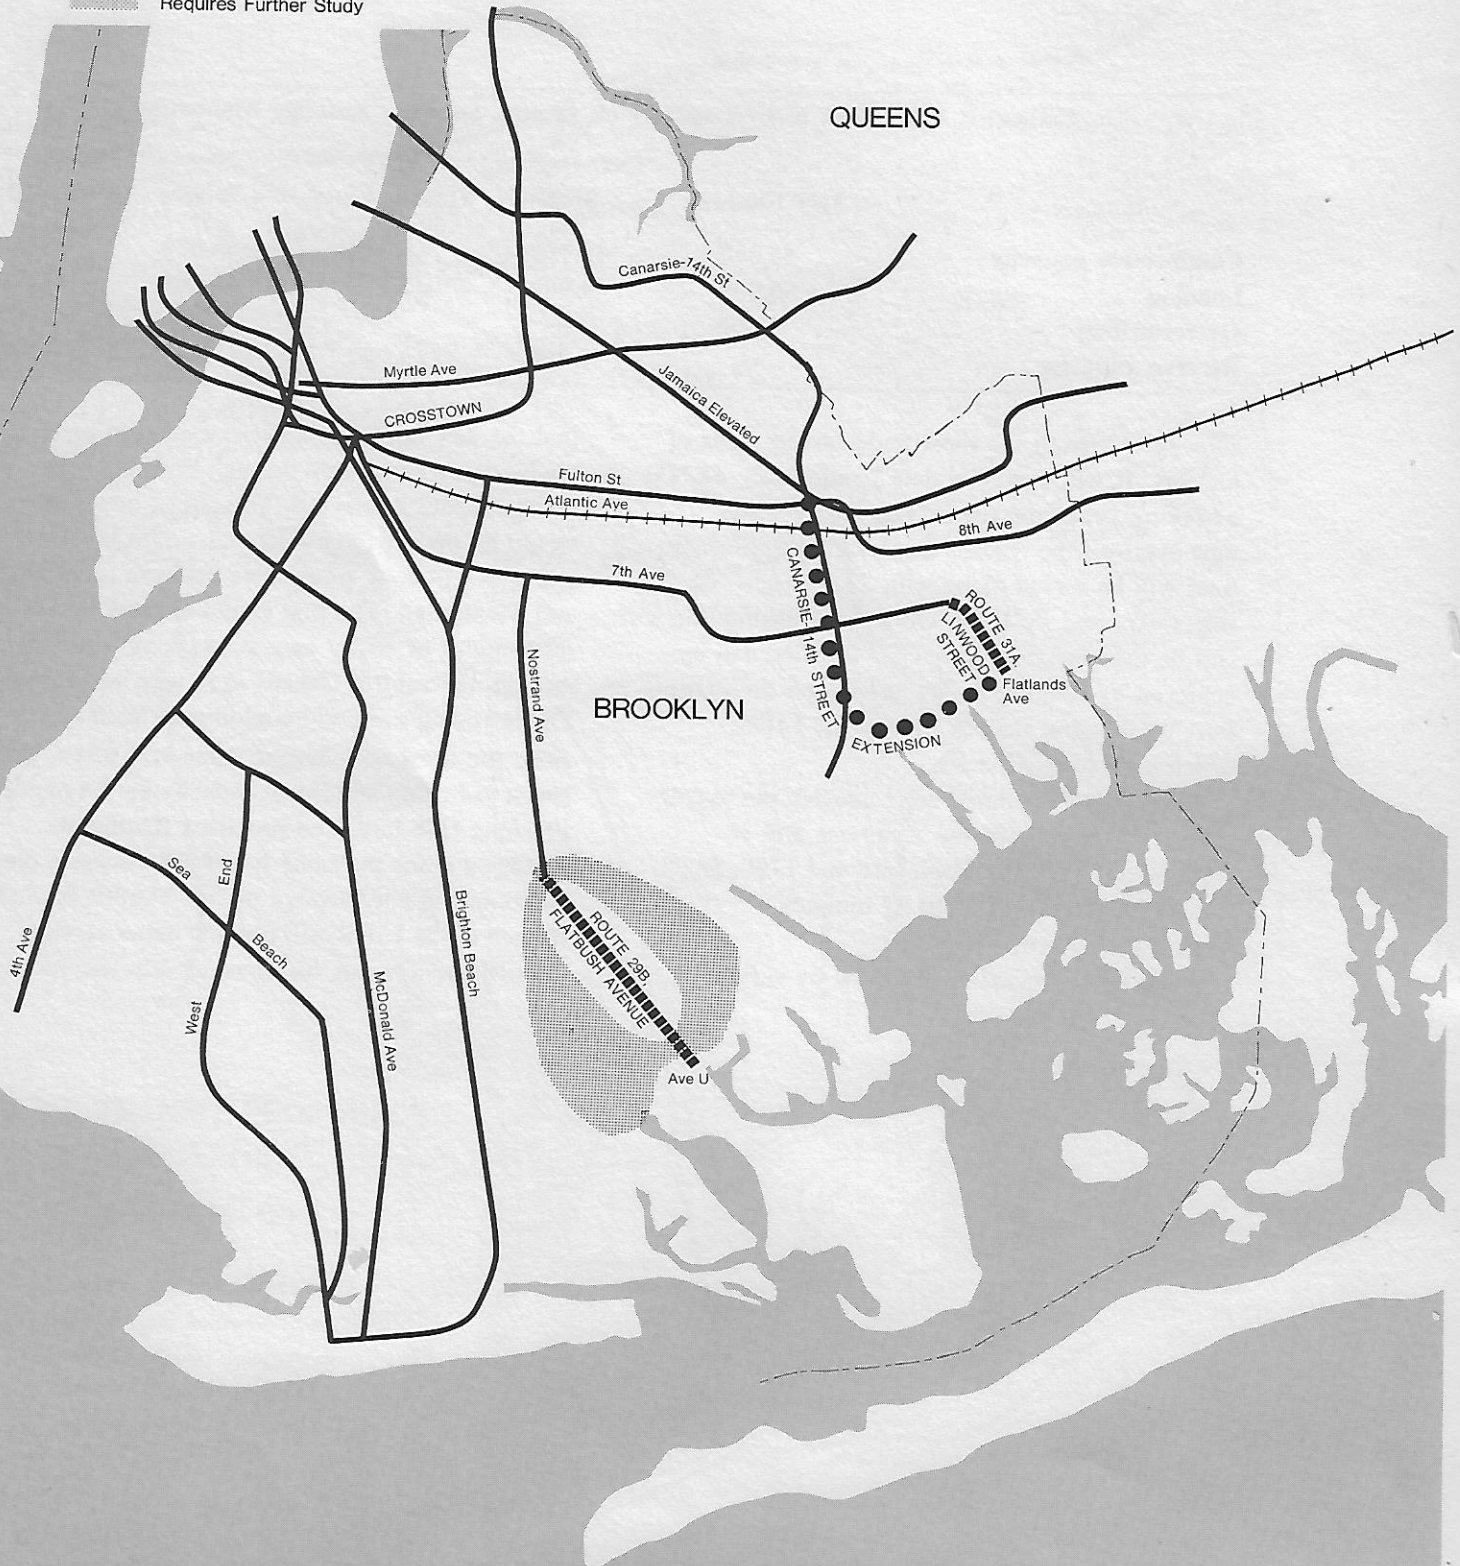 Requires Further Study
QUEENS
Canarsie-14th St
Myrtle Ave
Jamaica Elevated
CROSSTOWN
Fulton St
Atlantic Ave
8th Ave
7th Ave
CANARSIE-14th STREET
EXTENSION
ROUTE 31A,
LINWOOD
STREET
Flatlands
Ave
Nostrand Ave
BROOKLYN
Sea
Beach
West
End
4th Ave
McDonald Ave
Brighton Beach
ROUTE 29B,
FLATBUSH AVENUE
Ave U